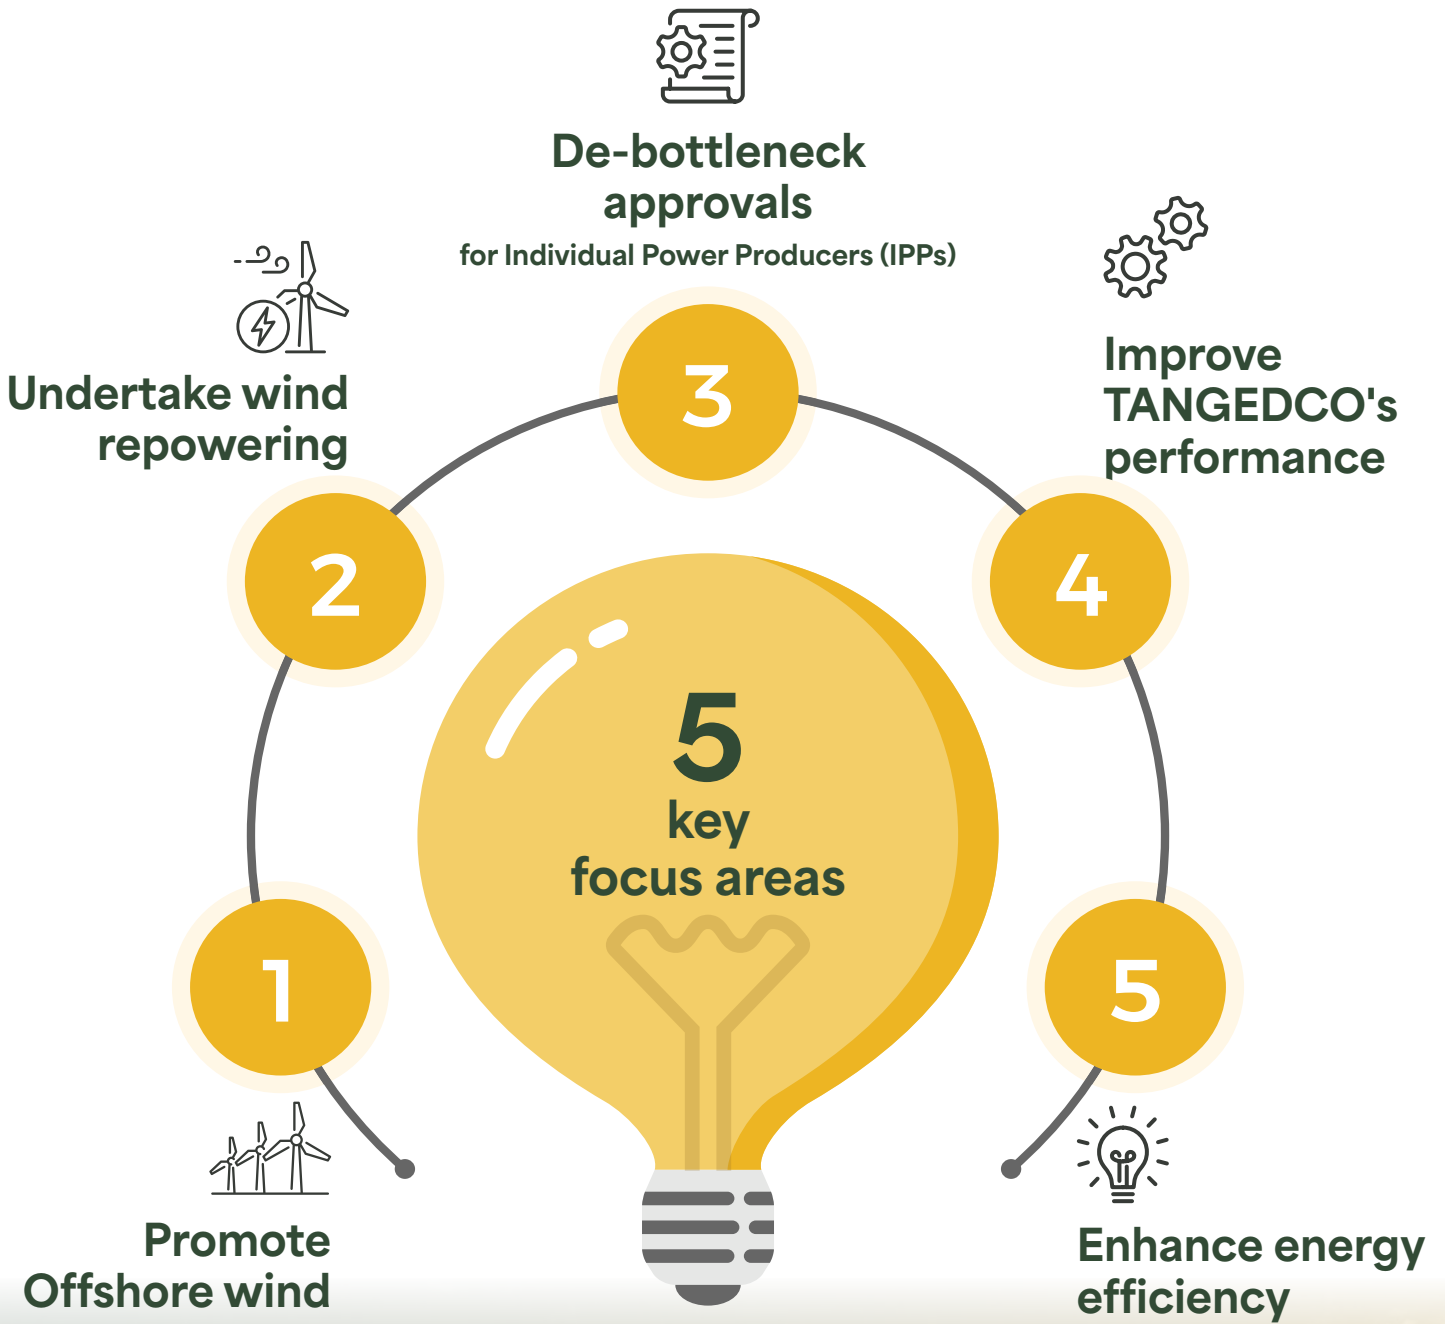 De-bottleneck
approvals
for Individual Power Producers (IPPs)
3
Undertake wind
repowering
2
Improve
TANGEDCO's
performance
4
5
key
focus areas
1
Promote
Offshore wind
5
Enhance energy
efficiency